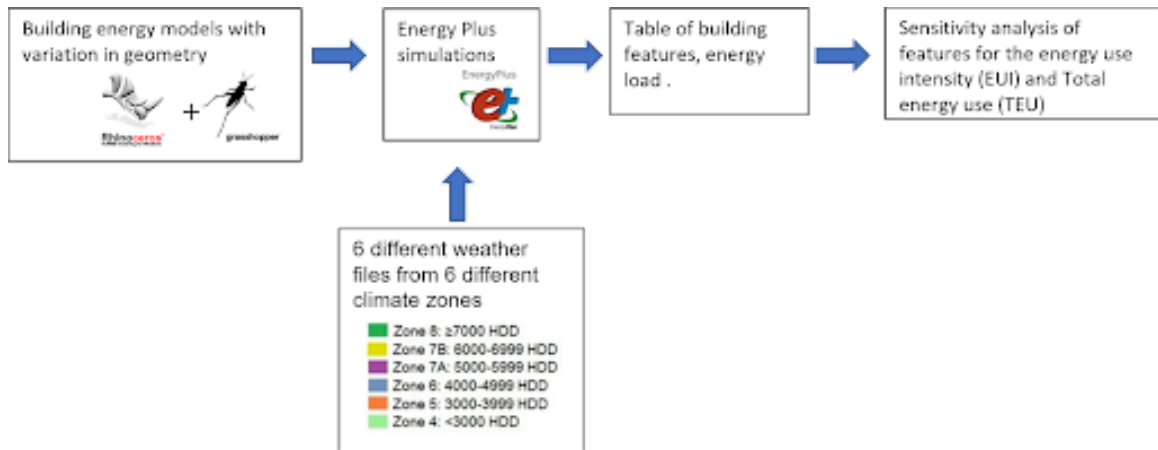 Building energy models with
variation in geometry
Rhinoceros
+
grasshopper
Energy Plus
simulations
EnergyPlus
et
Table of building
features, energy
load .
Sensitivity analysis of
features for the energy use
intensity (EUI) and Total
energy use (TEU)
6 different weather
files from 6 different
climate zones
Zone 8: ≥7000 HDD
Zone 7B: 6000-6999 HDD
Zone 7A: 5000-5999 HDD
Zone 6: 4000-4999 HDD
Zone 5: 3000-3999 HDD
Zone 4: <3000 HDD